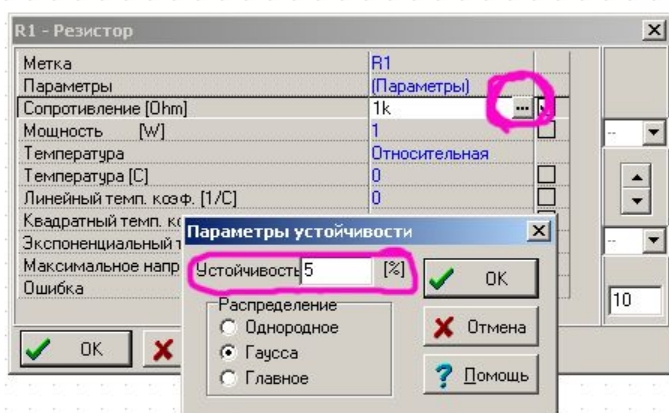 R1 - Резистор
Метка R1
Параметры (Параметры)
Сопротивление [Ohm] 1k ...
Мощность [W] 1
Температура Относительная
Температура [C] 0
Линейный темп. коэф. [1/C] 0
Квадратный темп.
Экспоненциальный
Максимальное напр
Ошибка
10
OK
Параметры устойчивости
Устойчивость 5 [%]
Распределение
Однородное
Гаусса
Главное
OK
Отмена
Помощь